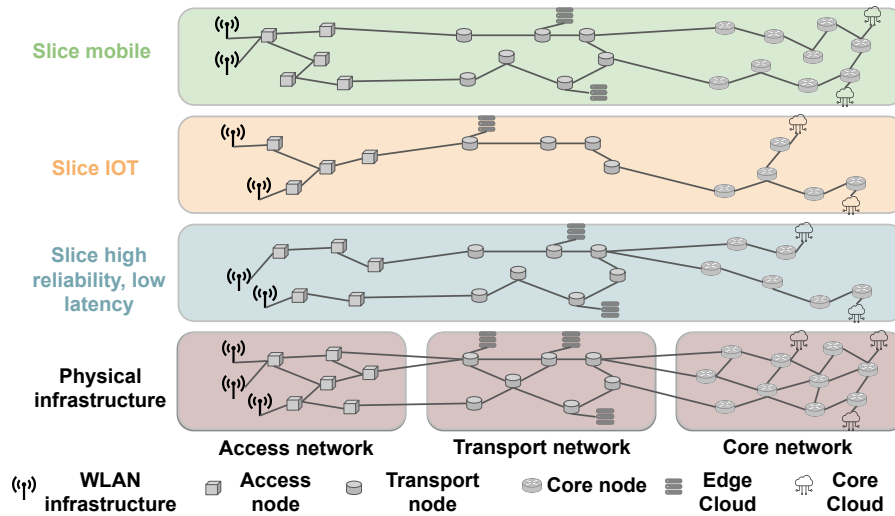 Slice mobile
Slice IOT
Slice high
reliability, low
latency
Physical
infrastructure
Access network
Transport network
Core network
WLAN
infrastructure
Access
node
Transport
node
Core node
Edge
Cloud
Core
Cloud